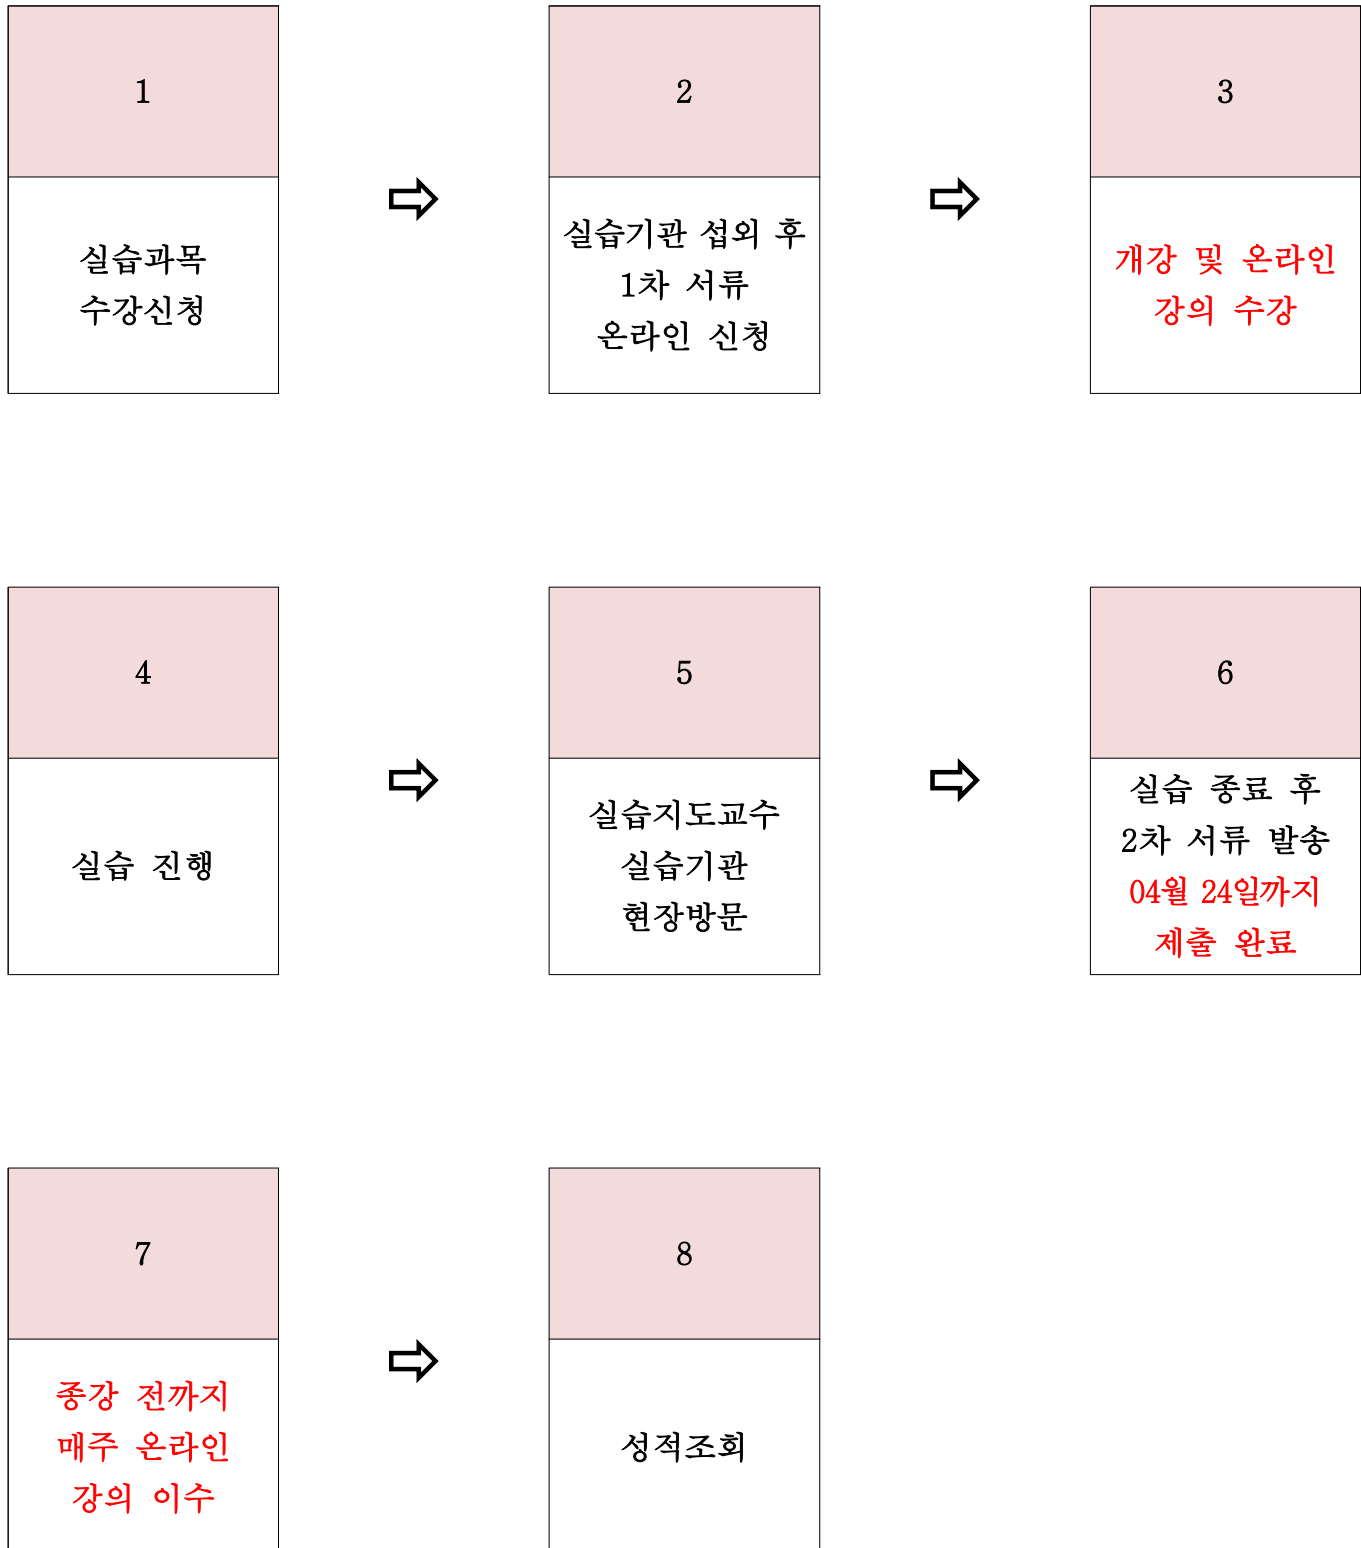 1
실습과목
수강신청
⇨
2
실습기관 섭외 후
1차 서류
온라인 신청
⇨
3
개강 및 온라인
강의 수강
4
실습 진행
⇨
5
실습지도교수
실습기관
현장방문
⇨
6
실습 종료 후
2차 서류 발송
04월 24일까지
제출 완료
7
종강 전까지
매주 온라인
강의 이수
⇨
8
성적조회